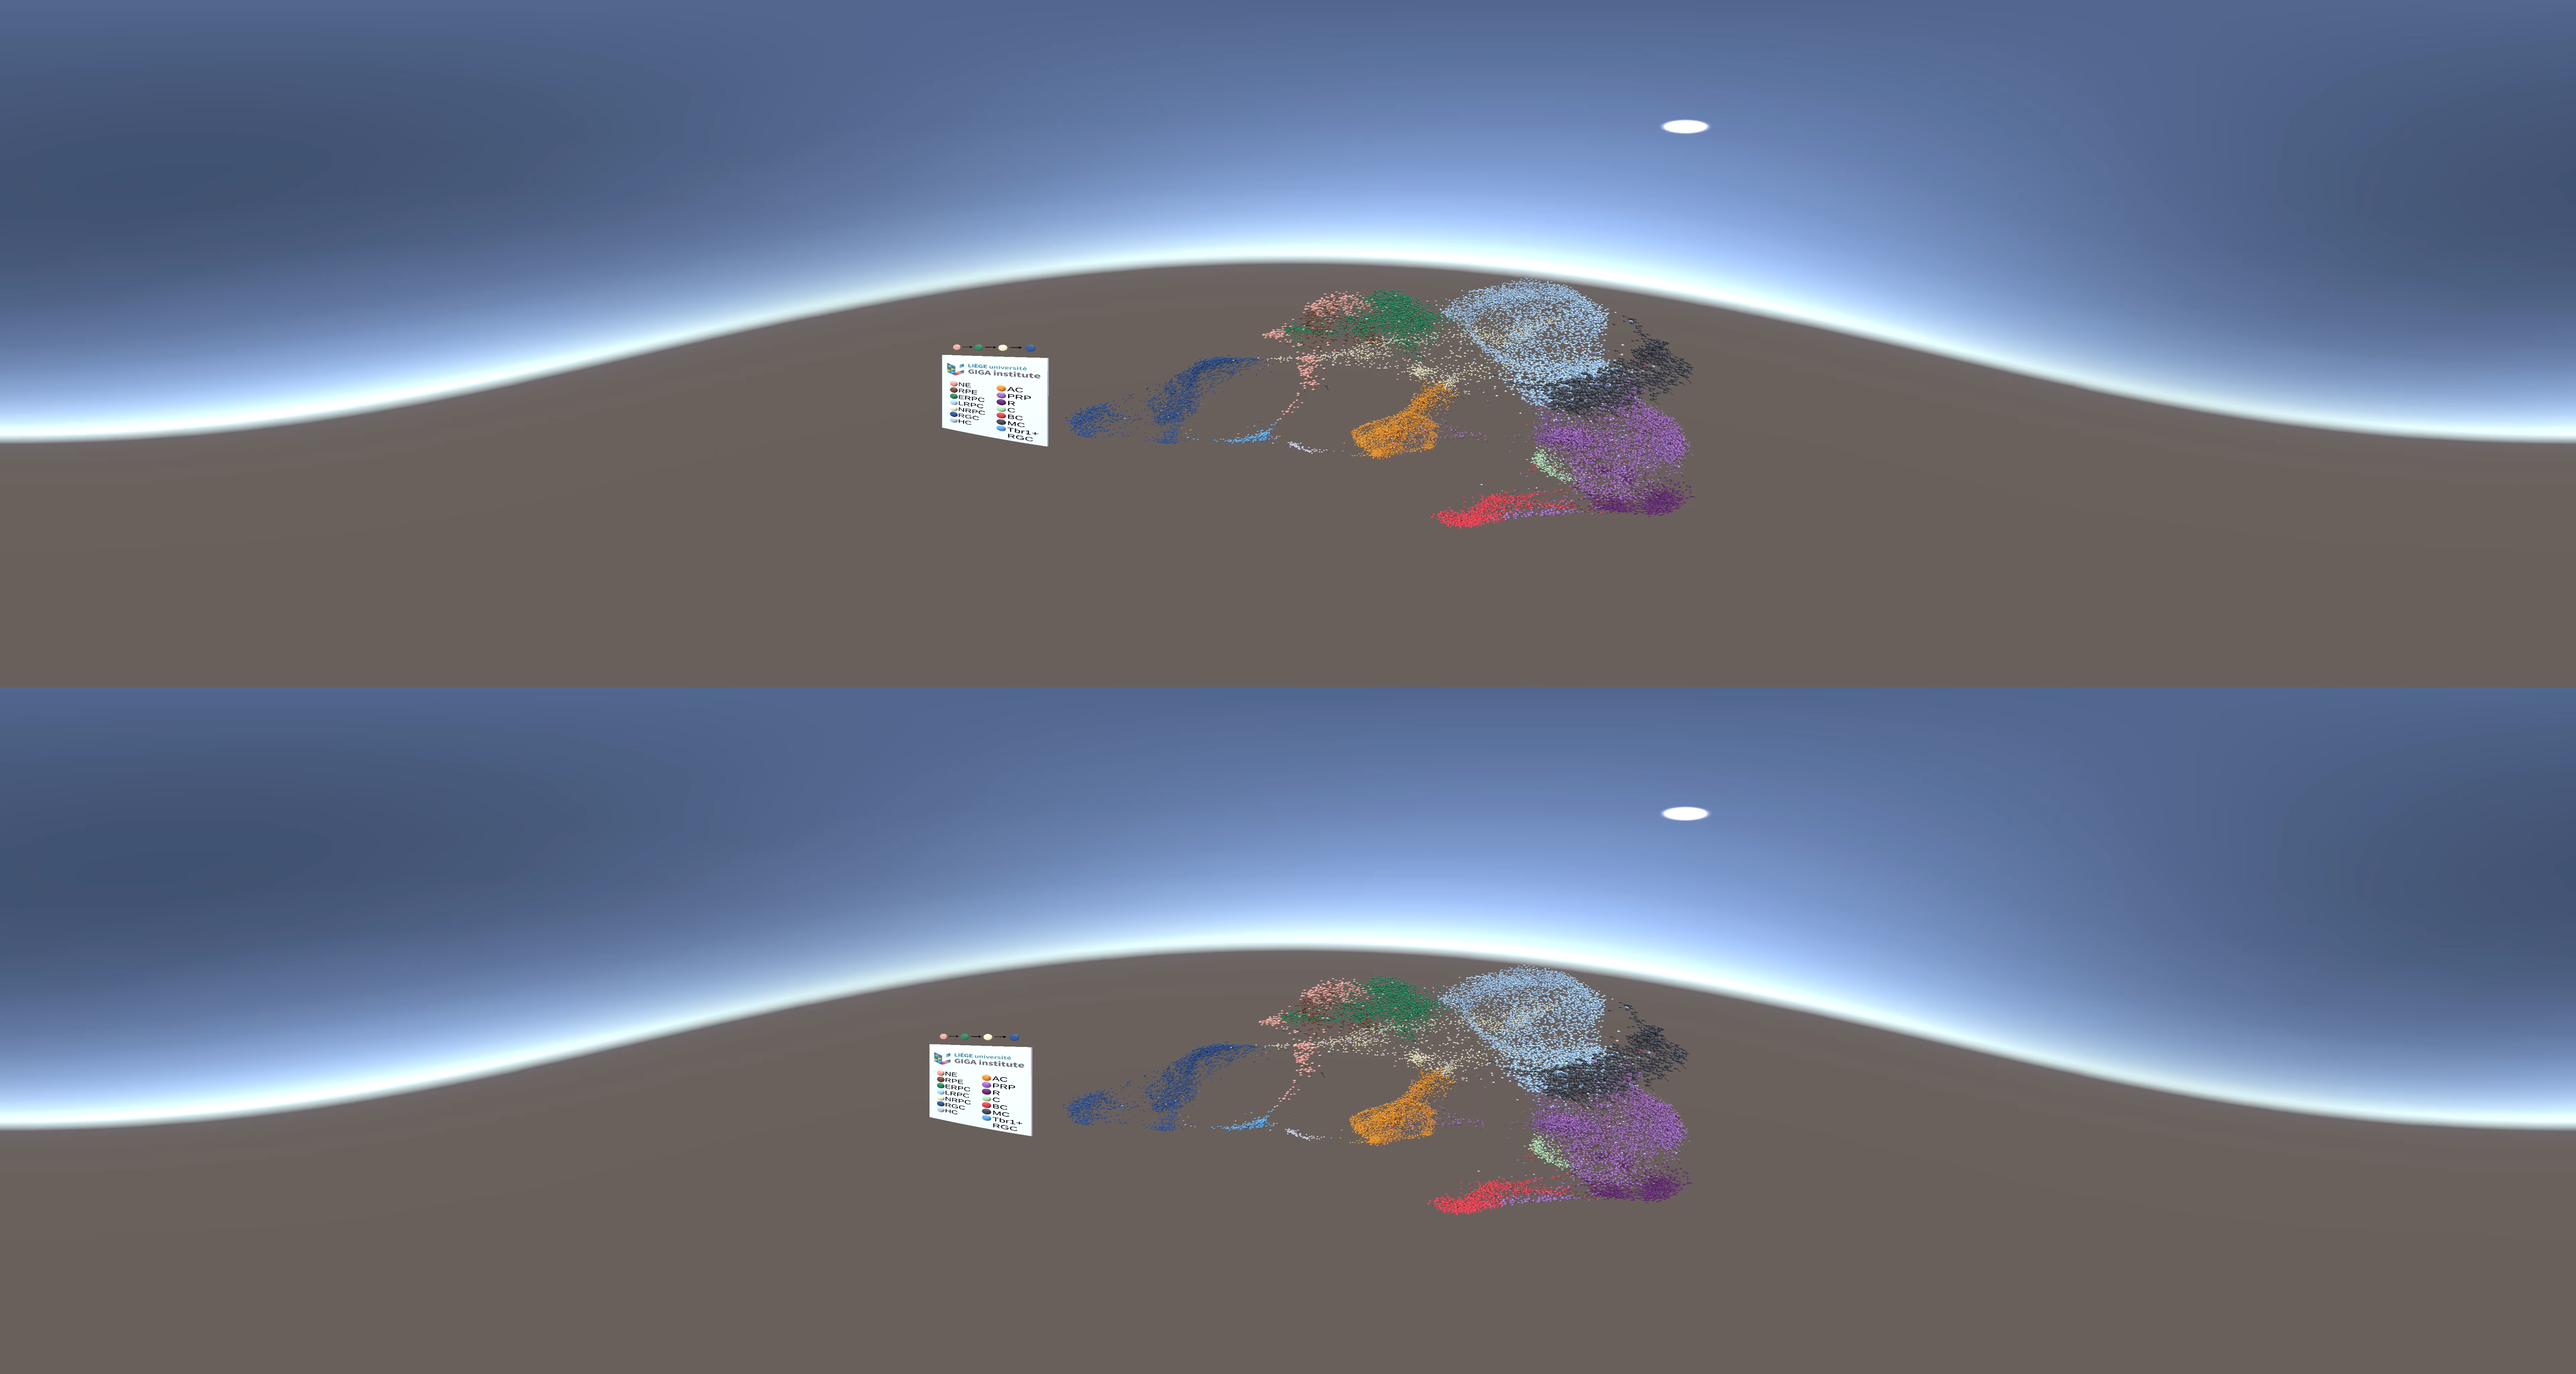 LIÈGE université
GIGA institute
NE
RPE
ERPC
LRPC
NRPC
RGC
HC
AC
PRP
R
C
BC
MC
Tbr1+
RGC
LIÈGE université
GIGA institute
NE
RPE
ERPC
LRPC
NRPC
RGC
HC
AC
PRP
R
C
BC
MC
Tbr1+
RGC